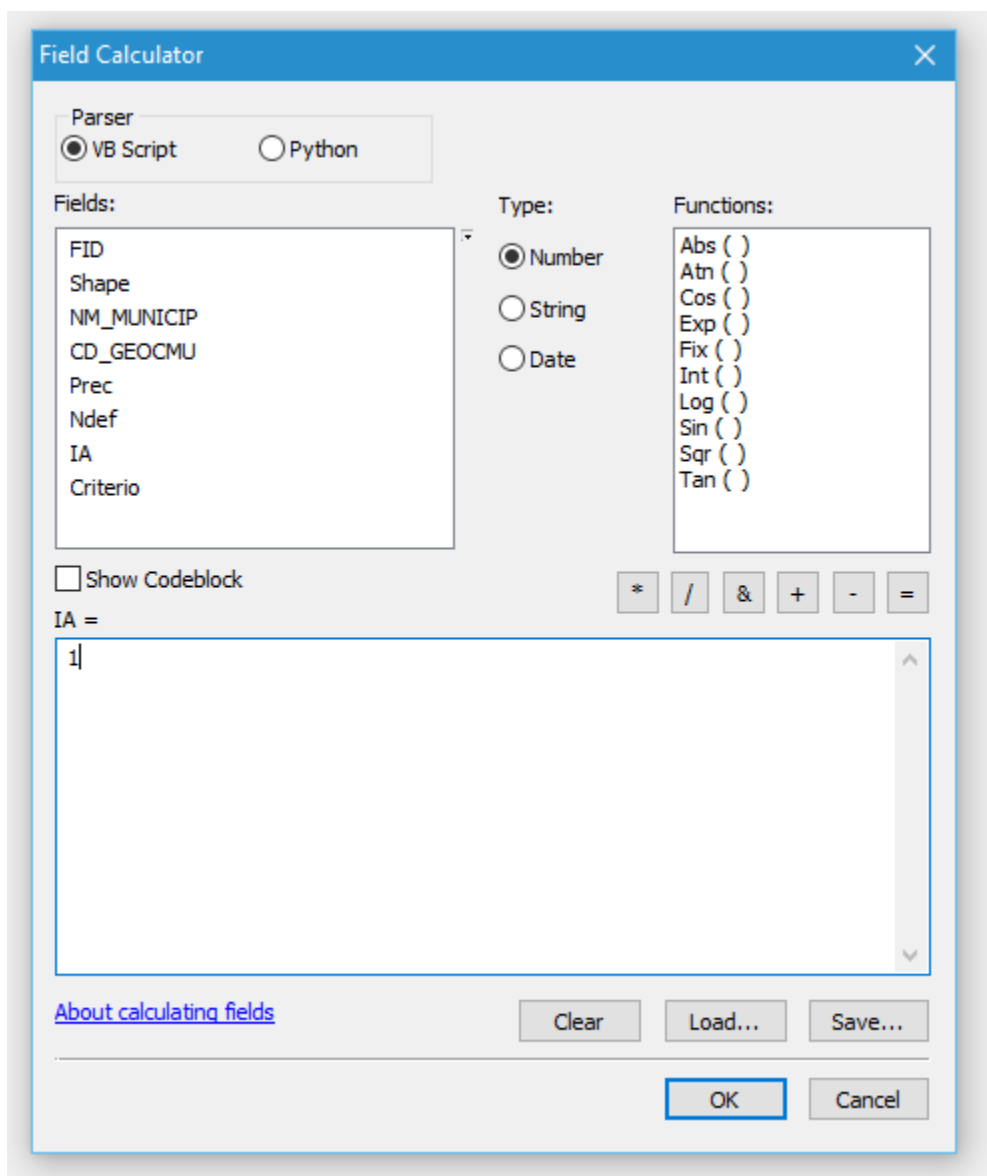 Field Calculator
Parser
VB Script Python
Fields: Type: Functions:
FID
Shape
NM_MUNICIP
CD_GEOCMU
Prec
Ndef
IA
Criterio
Number
String
Date
Abs ( )
Atn ( )
Cos ( )
Exp ( )
Fix ( )
Int ( )
Log ( )
Sin ( )
Sqr ( )
Tan ( )
Show Codeblock
* / & + - =
IA =
1
About calculating fields
Clear Load... Save...
OK Cancel